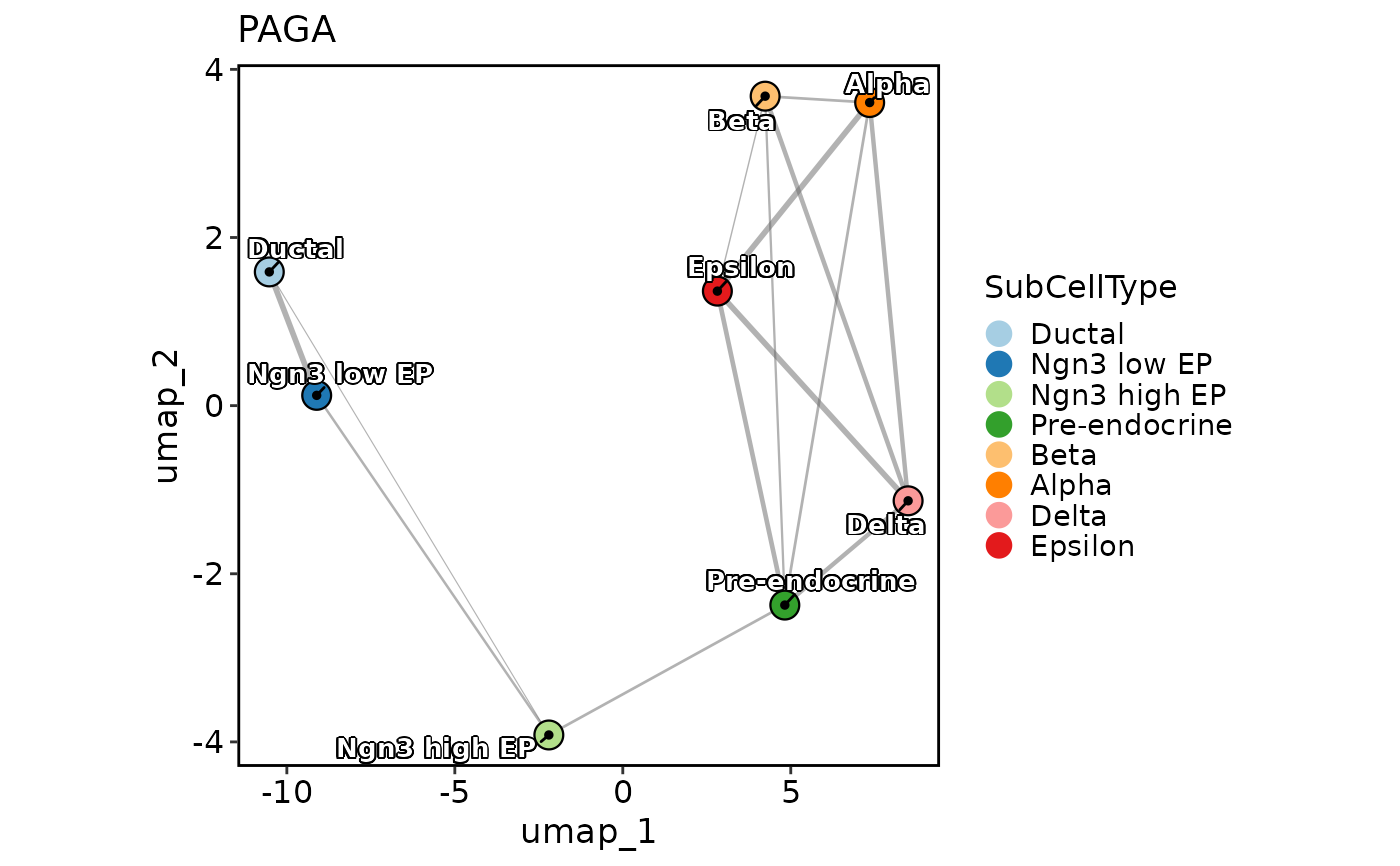 PAGA
4
2
0
-2
-4
umap_2
Alpha
Beta
Ductal
Epsilon
Ngn3 low EP
Delta
Pre-endocrine
Ngn3 high EP
-10
-5
0
5
umap_1
SubCellType
Ductal
Ngn3 low EP
Ngn3 high EP
Pre-endocrine
Beta
Alpha
Delta
Epsilon